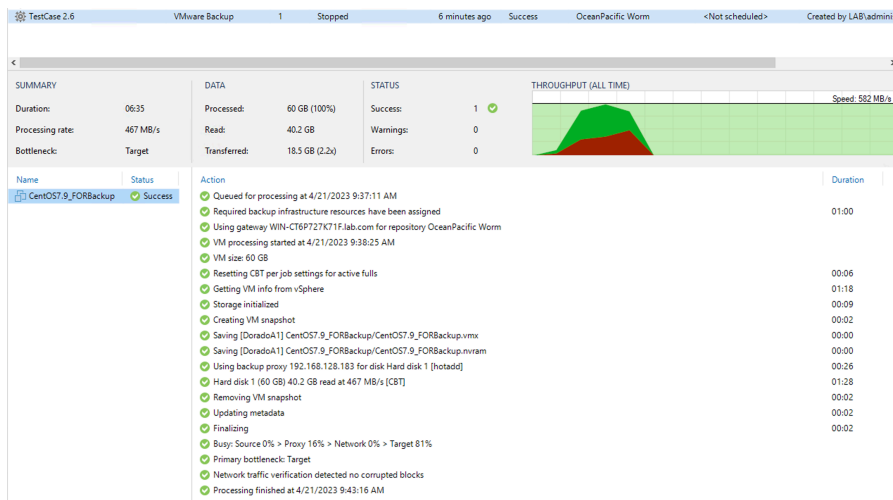 TestCase 2.6 VMware Backup 1 Stopped 6 minutes ago Success OceanPacific Worm <Not scheduled> Created by LAB\admini
SUMMARY DATA STATUS THROUGHPUT (ALL TIME)
Duration: 06:35 Processed: 60 GB (100%) Success: 1 Speed: 582 MB/s
Processing rate: 467 MB/s Read: 40.2 GB Warnings: 0
Bottleneck: Target Transferred: 18.5 GB (2.2x) Errors: 0
Name Status Action Duration
CentOS7.9_FORBackup Success Queued for processing at 4/21/2023 9:37:11 AM
Required backup infrastructure resources have been assigned 01:00
Using gateway WIN-CT6P727K71F.lab.com for repository OceanPacific Worm
VM processing started at 4/21/2023 9:38:25 AM
VM size: 60 GB
Resetting CBT per job settings for active fulls 00:06
Getting VM info from vSphere 01:18
Storage initialized 00:09
Creating VM snapshot 00:02
Saving [DoradoA1] CentOS7.9_FORBackup/CentOS7.9_FORBackup.vmx 00:00
Saving [DoradoA1] CentOS7.9_FORBackup/CentOS7.9_FORBackup.nvram 00:00
Using backup proxy 192.168.128.183 for disk Hard disk 1 [hotadd] 00:26
Hard disk 1 (60 GB) 40.2 GB read at 467 MB/s [CBT] 01:28
Removing VM snapshot 00:02
Updating metadata 00:02
Finalizing 00:02
Busy: Source 0% > Proxy 16% > Network 0% > Target 81%
Primary bottleneck: Target
Network traffic verification detected no corrupted blocks
Processing finished at 4/21/2023 9:43:16 AM